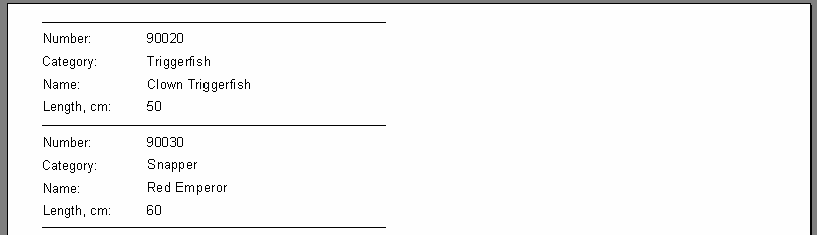 Number: 90020
Category: Triggerfish
Name: Clown Triggerfish
Length, cm: 50
Number: 90030
Category: Snapper
Name: Red Emperor
Length, cm: 60